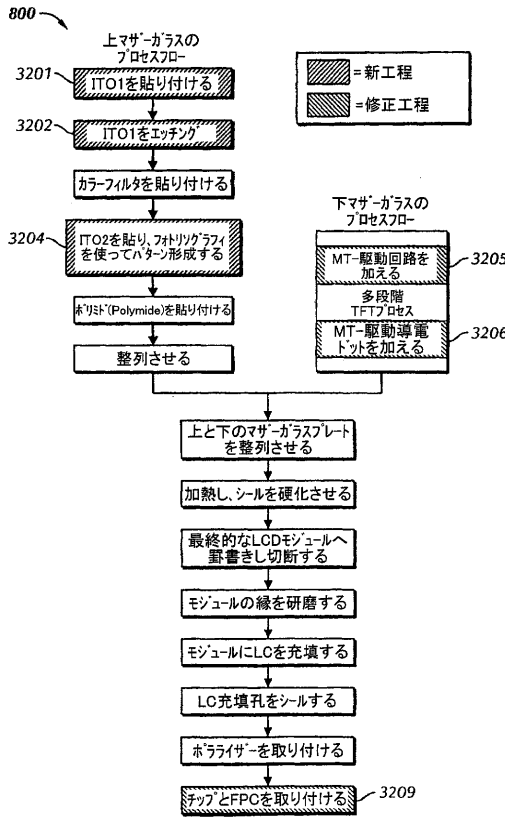 800
上マザーガラスの
プロセスフロー
3201
ITO1を貼り付ける
3202
ITO1をエッチング
カラーフィルタを貼り付ける
3204
ITO2を貼り、フォトリングラフィ
を使ってパターン形成する
ポリミド(Polymide)を貼り付ける
整列させる
=新工程
=修正工程
下マザーガラスの
プロセスフロー
MT-駆動回路を
加える
3205
多段階
TFTプロセス
MT-駆動導電
ドットを加える
3206
上と下のマザーガラスプレート
を整列させる
加熱し、シールを硬化させる
最終的なLCDモジュールへ
罫書きし切断する
モジュールの縁を研磨する
モジュールにLCを充填する
LC充填孔をシールする
ポラライザーを取り付ける
チップとFPCを取り付ける
3209